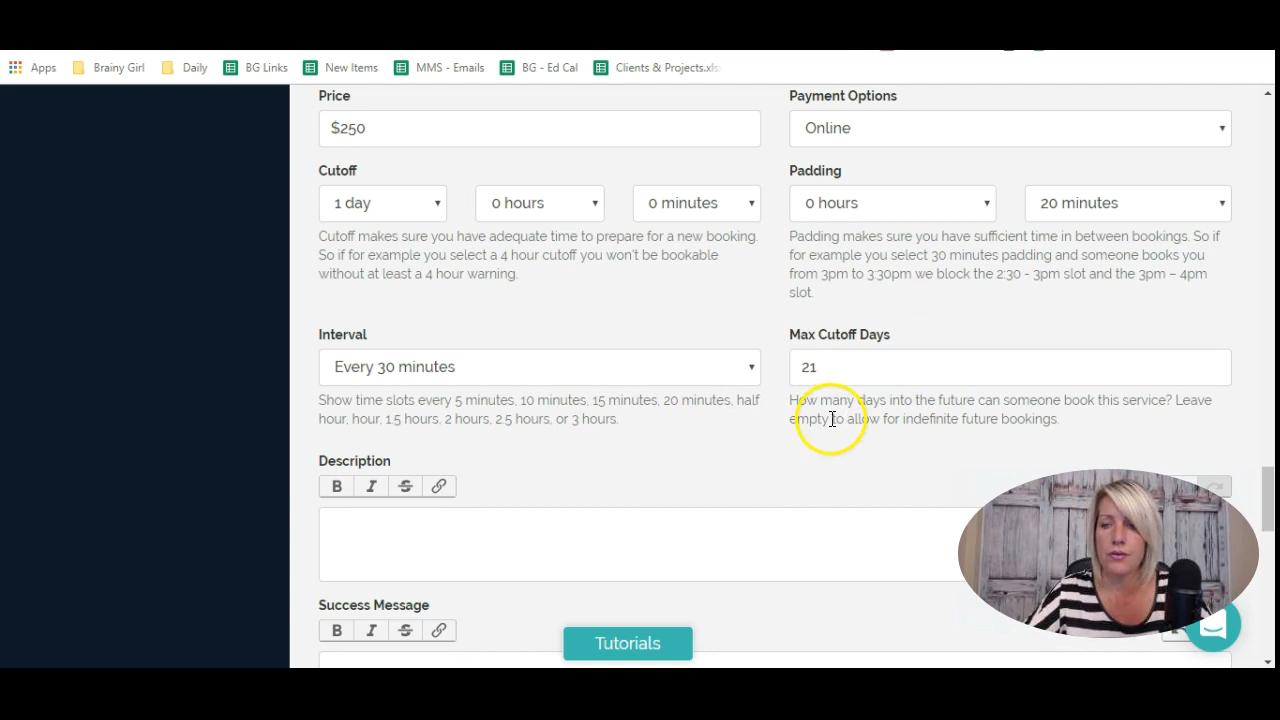 Apps Brainy Girl Daily BG Links New Items MMS - Emails BG - Ed Cal Clients & Projects.xls
Price
$250
Payment Options
Online
Cutoff
1 day 0 hours 0 minutes
Cutoff makes sure you have adequate time to prepare for a new booking.
So if for example you select a 4 hour cutoff you won't be bookable
without at least a 4 hour warning.
Padding
0 hours 20 minutes
Padding makes sure you have sufficient time in between bookings. So if
for example you select 30 minutes padding and someone books you
from 3pm to 3:30pm we block the 2:30 - 3pm slot and the 3pm – 4pm
slot.
Interval
Every 30 minutes
Show time slots every 5 minutes, 10 minutes, 15 minutes, 20 minutes, half
hour, hour, 1.5 hours, 2 hours, 2.5 hours, or 3 hours.
Max Cutoff Days
21
How many days into the future can someone book this service? Leave
empty to allow for indefinite future bookings.
Description
B I S
Success Message
B I S
Tutorials